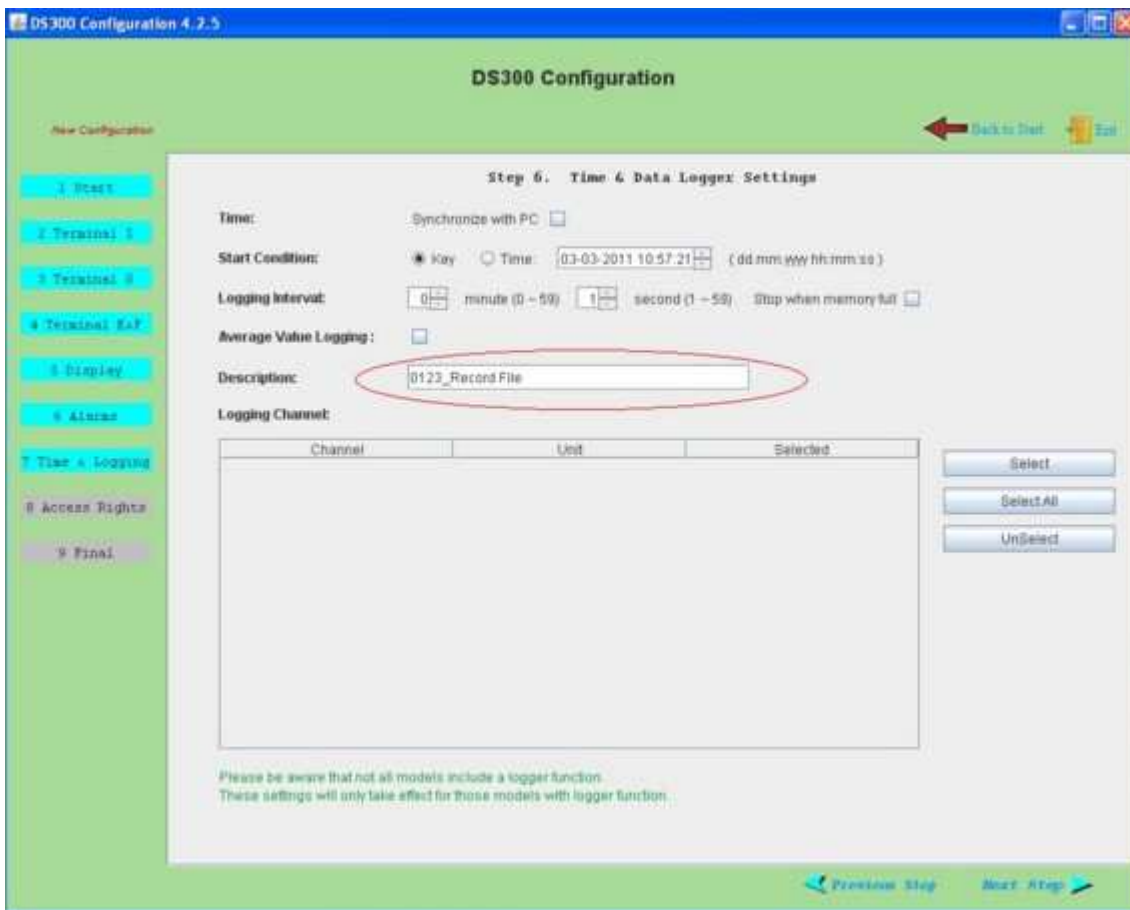 DS300 Configuration 4.2.5
DS300 Configuration
New Configuration
Back to Start Exit
1 Start
2 Terminal I
3 Terminal
4 Terminal E+F
5 Display
6 Alarms
7 Time & Logging
8 Access Rights
9 Final
Step 6. Time & Data Logger Settings
Time: Synchronize with PC
Start Condition: Key Time: 03-03-2011 10:57:21 (dd.mm.yyyy hh:mm:ss)
Logging Interval: 0 minute (0 ~ 59) 1 second (1 ~ 59) Stop when memory full
Average Value Logging :
Description: 0123_Record File
Logging Channel:
Channel Unit Selected
Select
Select All
UnSelect
Please be aware that not all models include a logger function.
These settings will only take effect for those models with logger function.
Previous Step Next Step